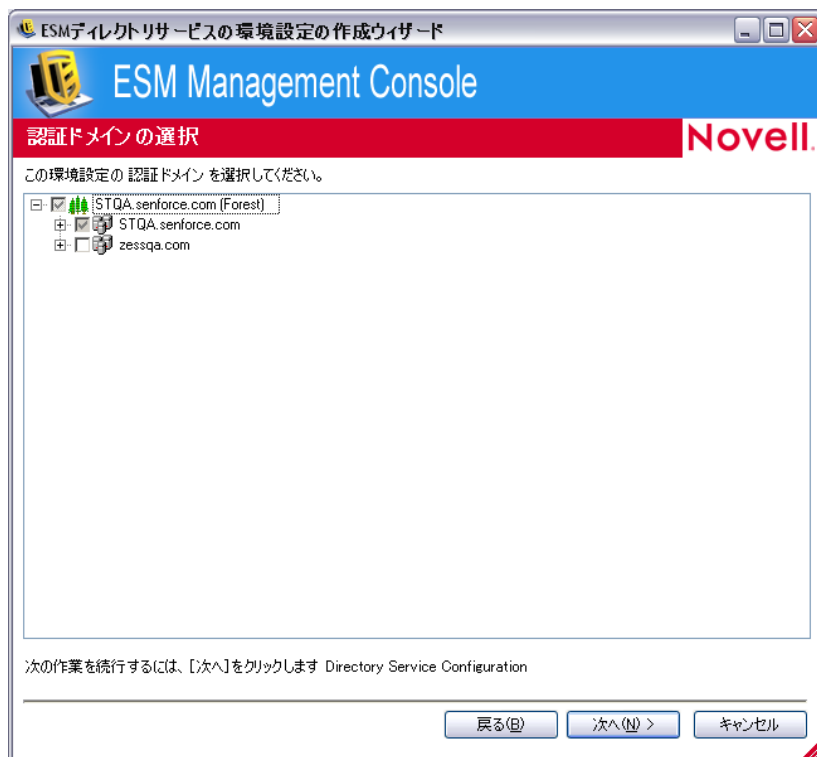 ESMディレクトリサービスの環境設定の作成ウィザード
ESM Management Console
認証ドメインの選択
Novell.
この環境設定の 認証ドメイン を選択してください。
STQA.senforce.com (Forest)
STQA.senforce.com
zessqa.com
次の作業を続行するには、[次へ]をクリックします Directory Service Configuration
戻る(B)
次へ(N) >
キャンセル